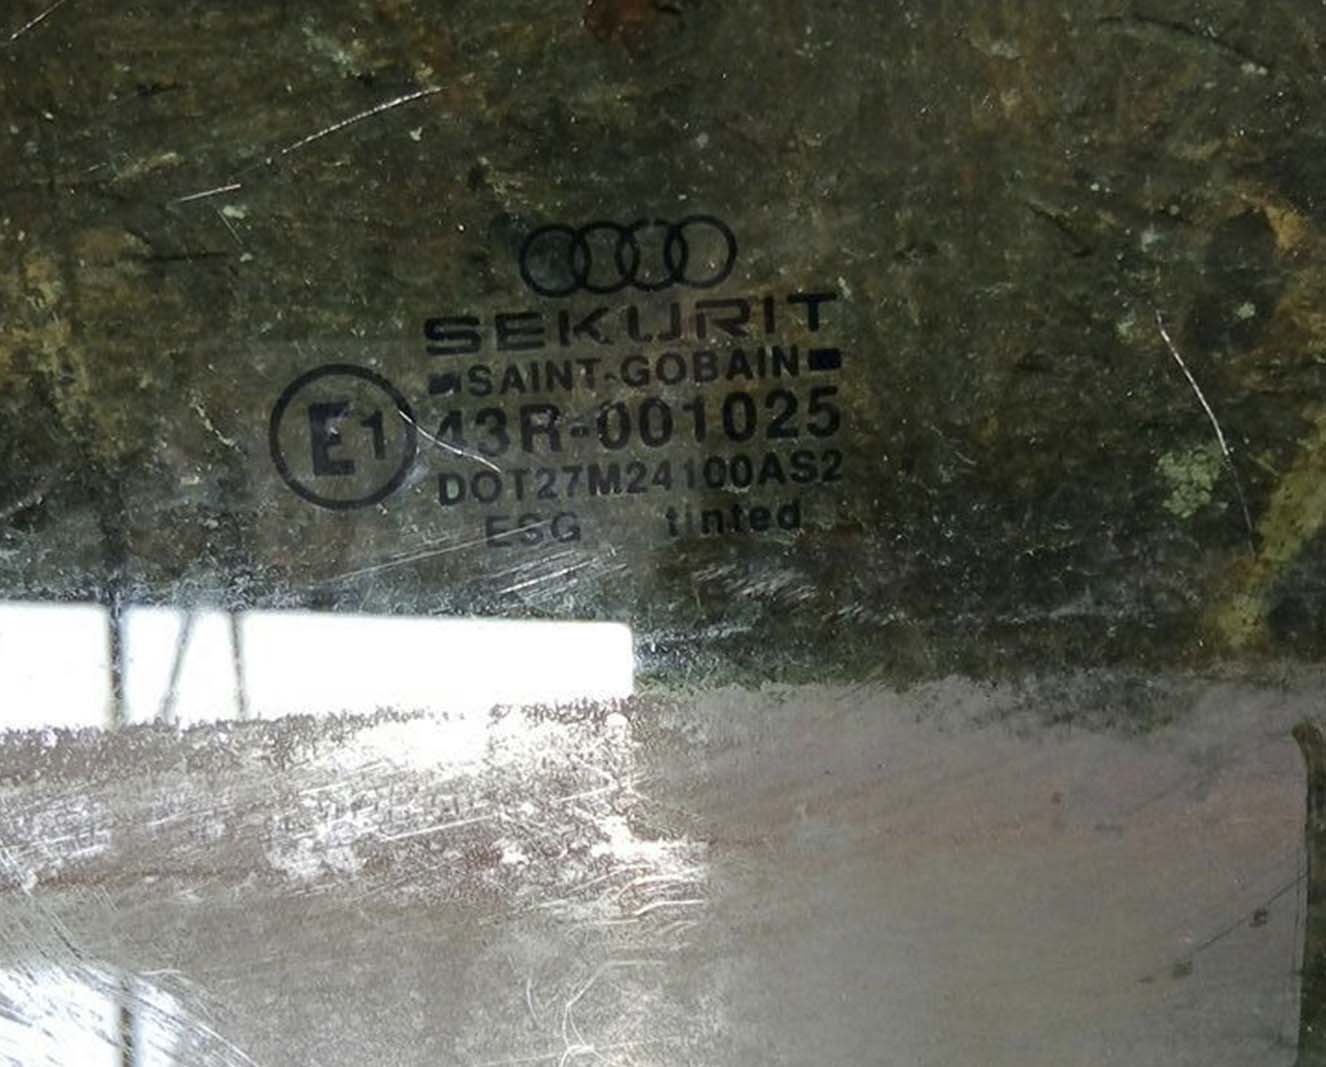 SEKURIT
SAINT-GOBAIN
E1 43R-001025
DOT27M24100AS2
ESG tinted